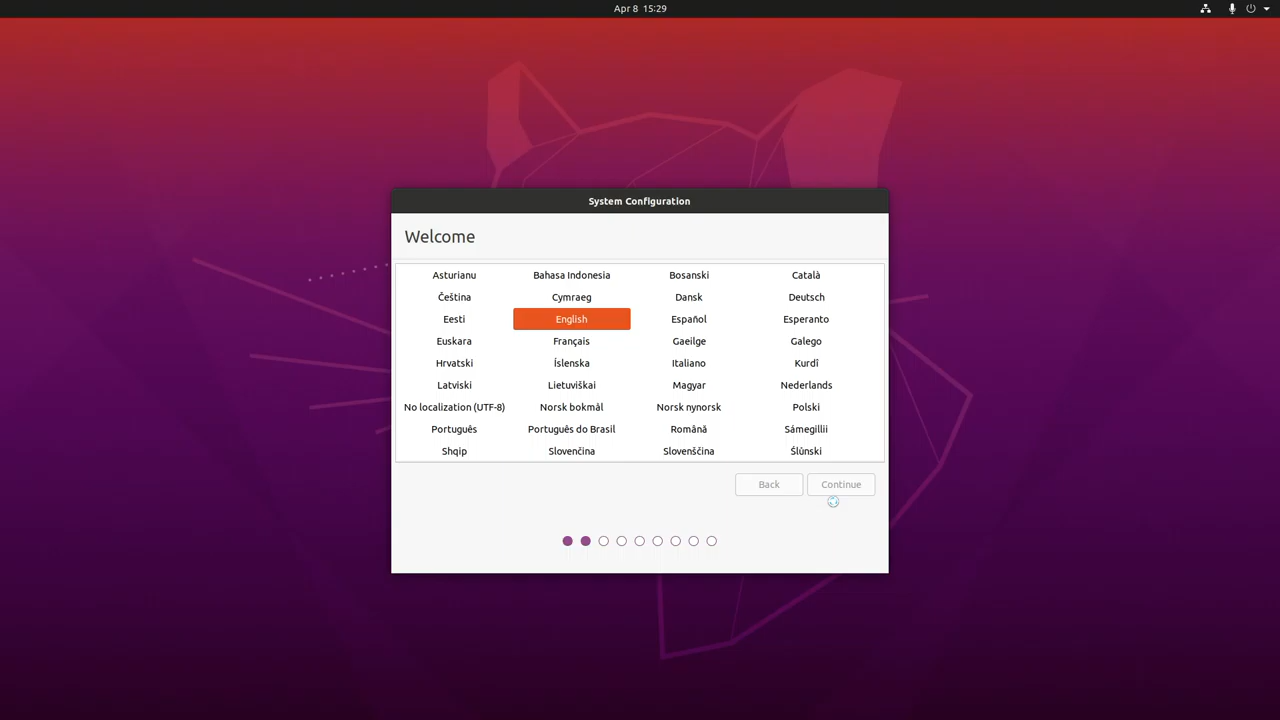 Apr 8 15:29
System Configuration
Welcome
Asturianu Bahasa Indonesia Bosanski Català
Čeština Cymraeg Dansk Deutsch
Eesti English Español Esperanto
Euskara Français Gaeilge Galego
Hrvatski Íslenska Italiano Kurdî
Latviski Lietuviškai Magyar Nederlands
No localization (UTF-8) Norsk bokmål Norsk nynorsk Polski
Português Português do Brasil Română Sámegillii
Shqip Slovenčina Slovenščina Ślůnski
Back Continue